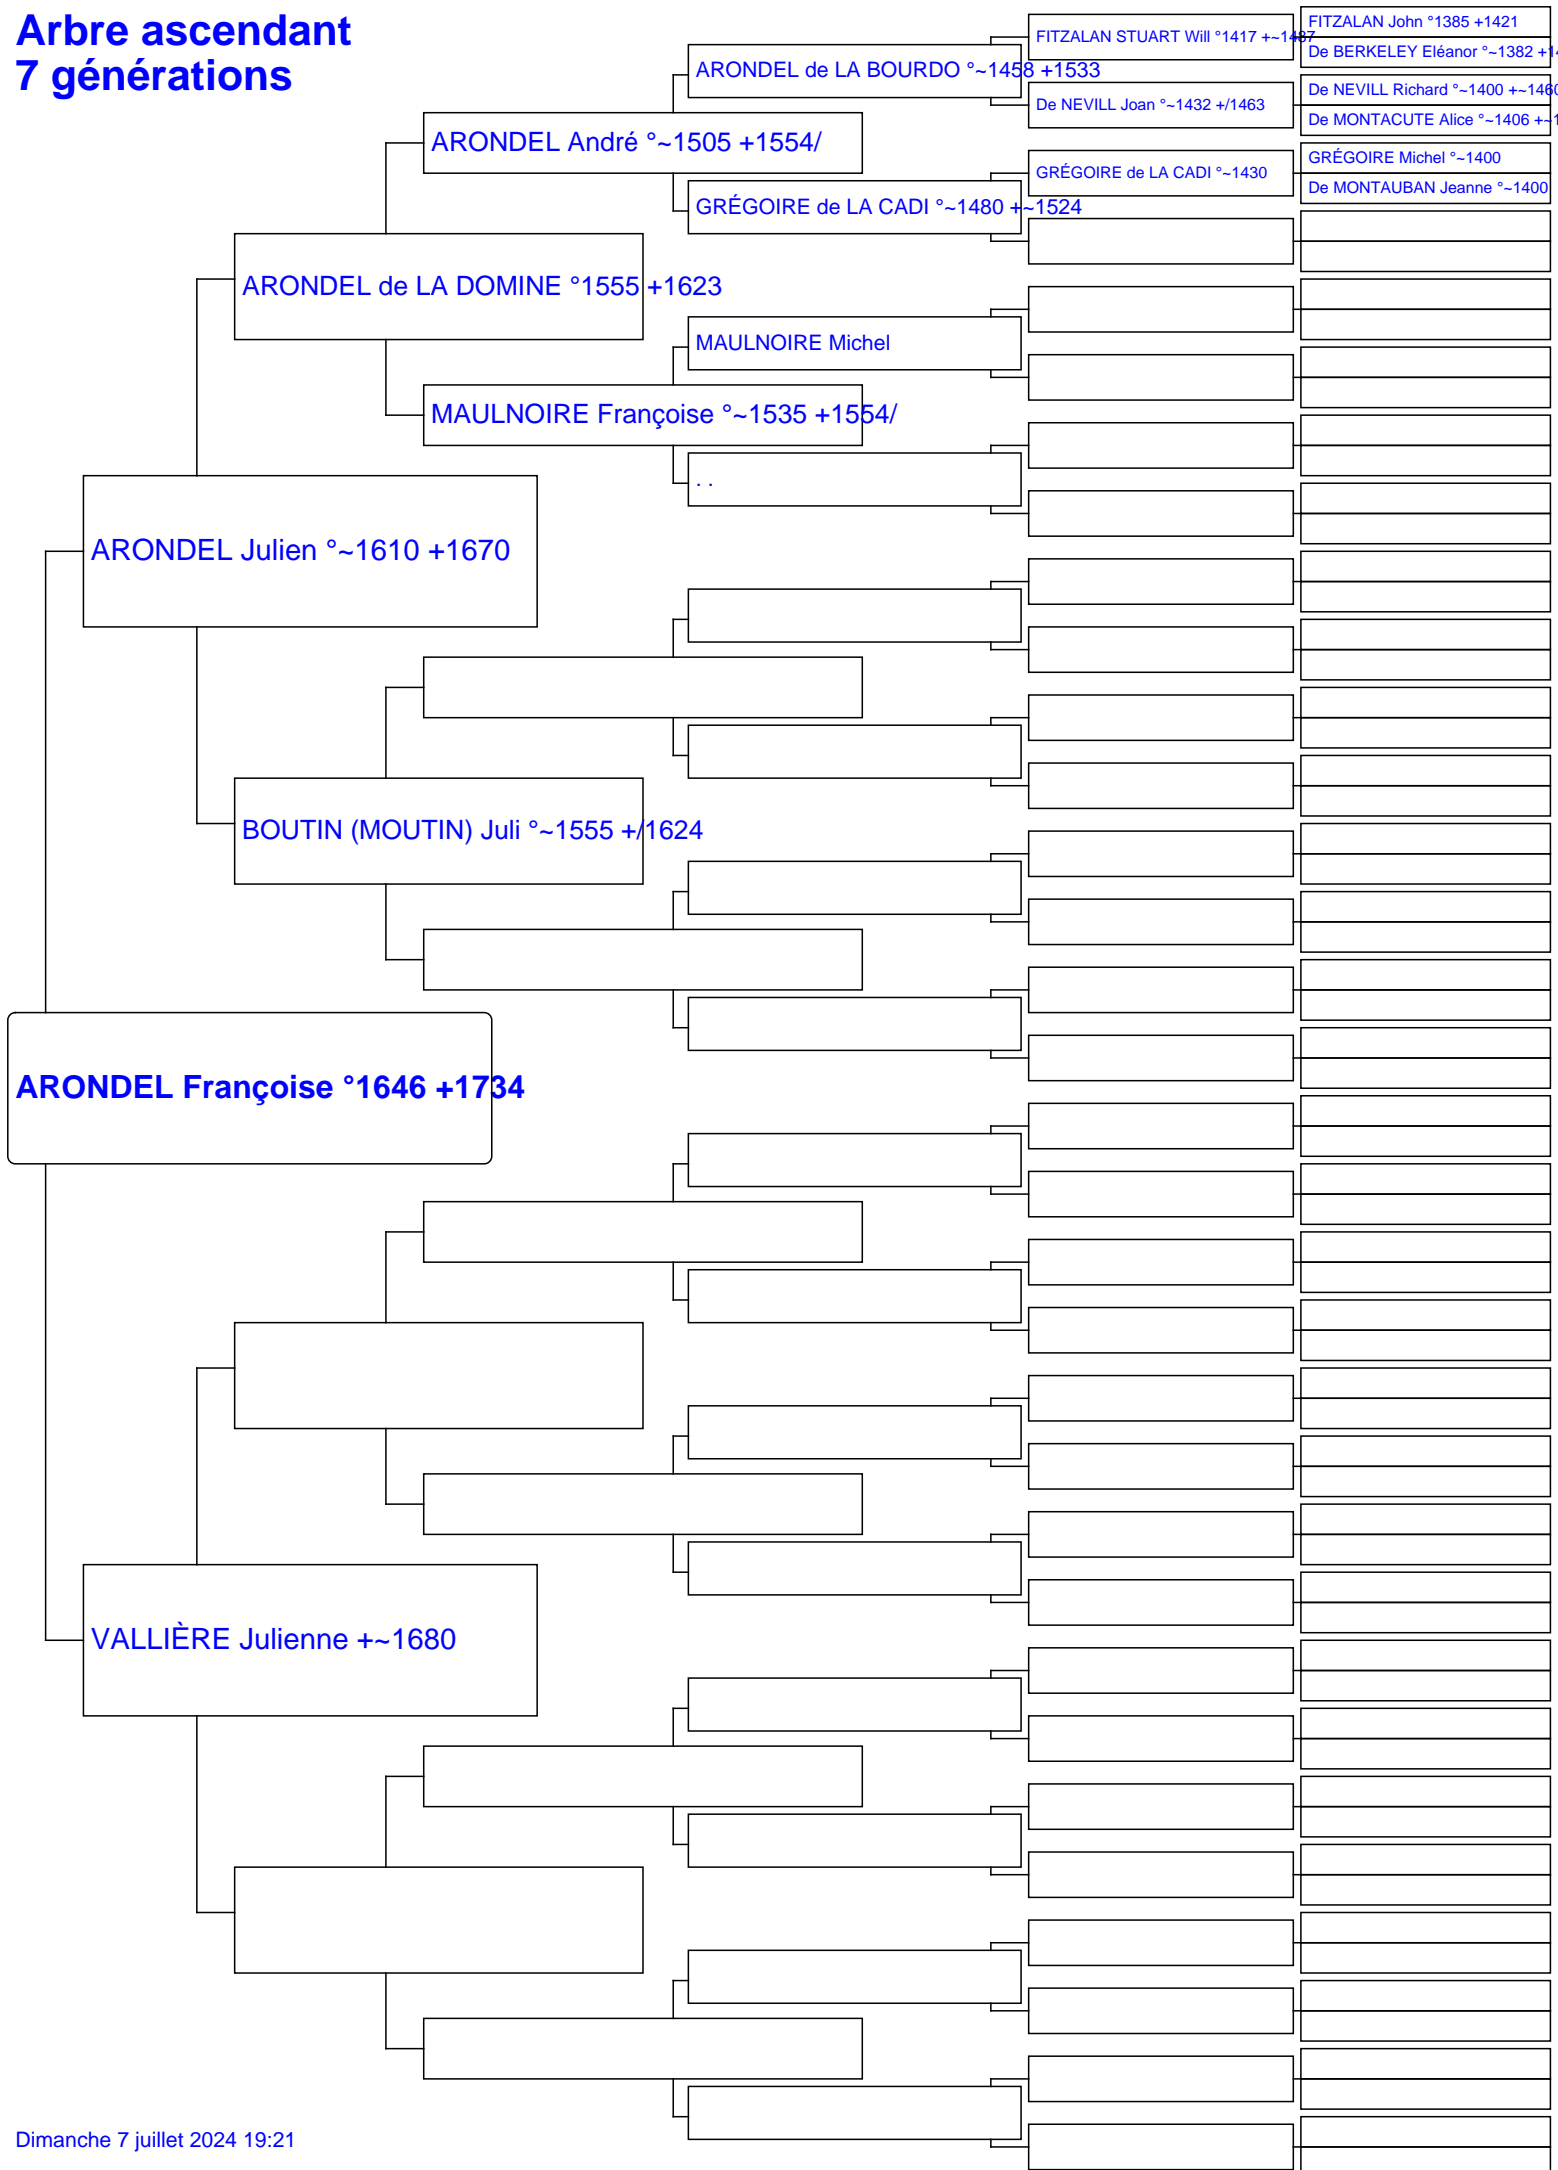 Arbre ascendant
7 générations
FITZALAN John °1385 +1421
FITZALAN STUART Will °1417 +~1487
De BERKELEY Eléanor °~1382
ARONDEL de LA BOURDO °~1458 +1533
De NEVILL Richard °~1400 +~1460
De NEVILL Joan °~1432 +/1463
De MONTACUTE Alice °~1406
ARONDEL André °~1505 +1554/
GRÉGOIRE Michel °~1400
GRÉGOIRE de LA CADI °~1430
De MONTAUBAN Jeanne °~1400
GRÉGOIRE de LA CADI °~1480 +~1524
ARONDEL de LA DOMINE °1555 +1623
MAULNOIRE Michel
MAULNOIRE Françoise °~1535 +1554/
. .
ARONDEL Julien °~1610 +1670
BOUTIN (MOUTIN) Juli °~1555 +/1624
ARONDEL Françoise °1646 +1734
VALLIÈRE Julienne +~1680
Dimanche 7 juillet 2024 19:21